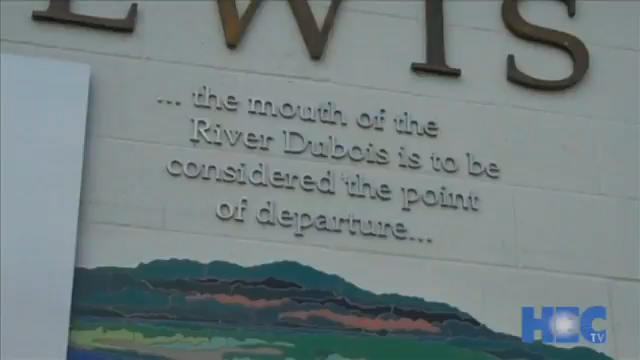 EWIS
... the mouth of the
River Dubois is to be
considered the point
of departure...
HEC
TV